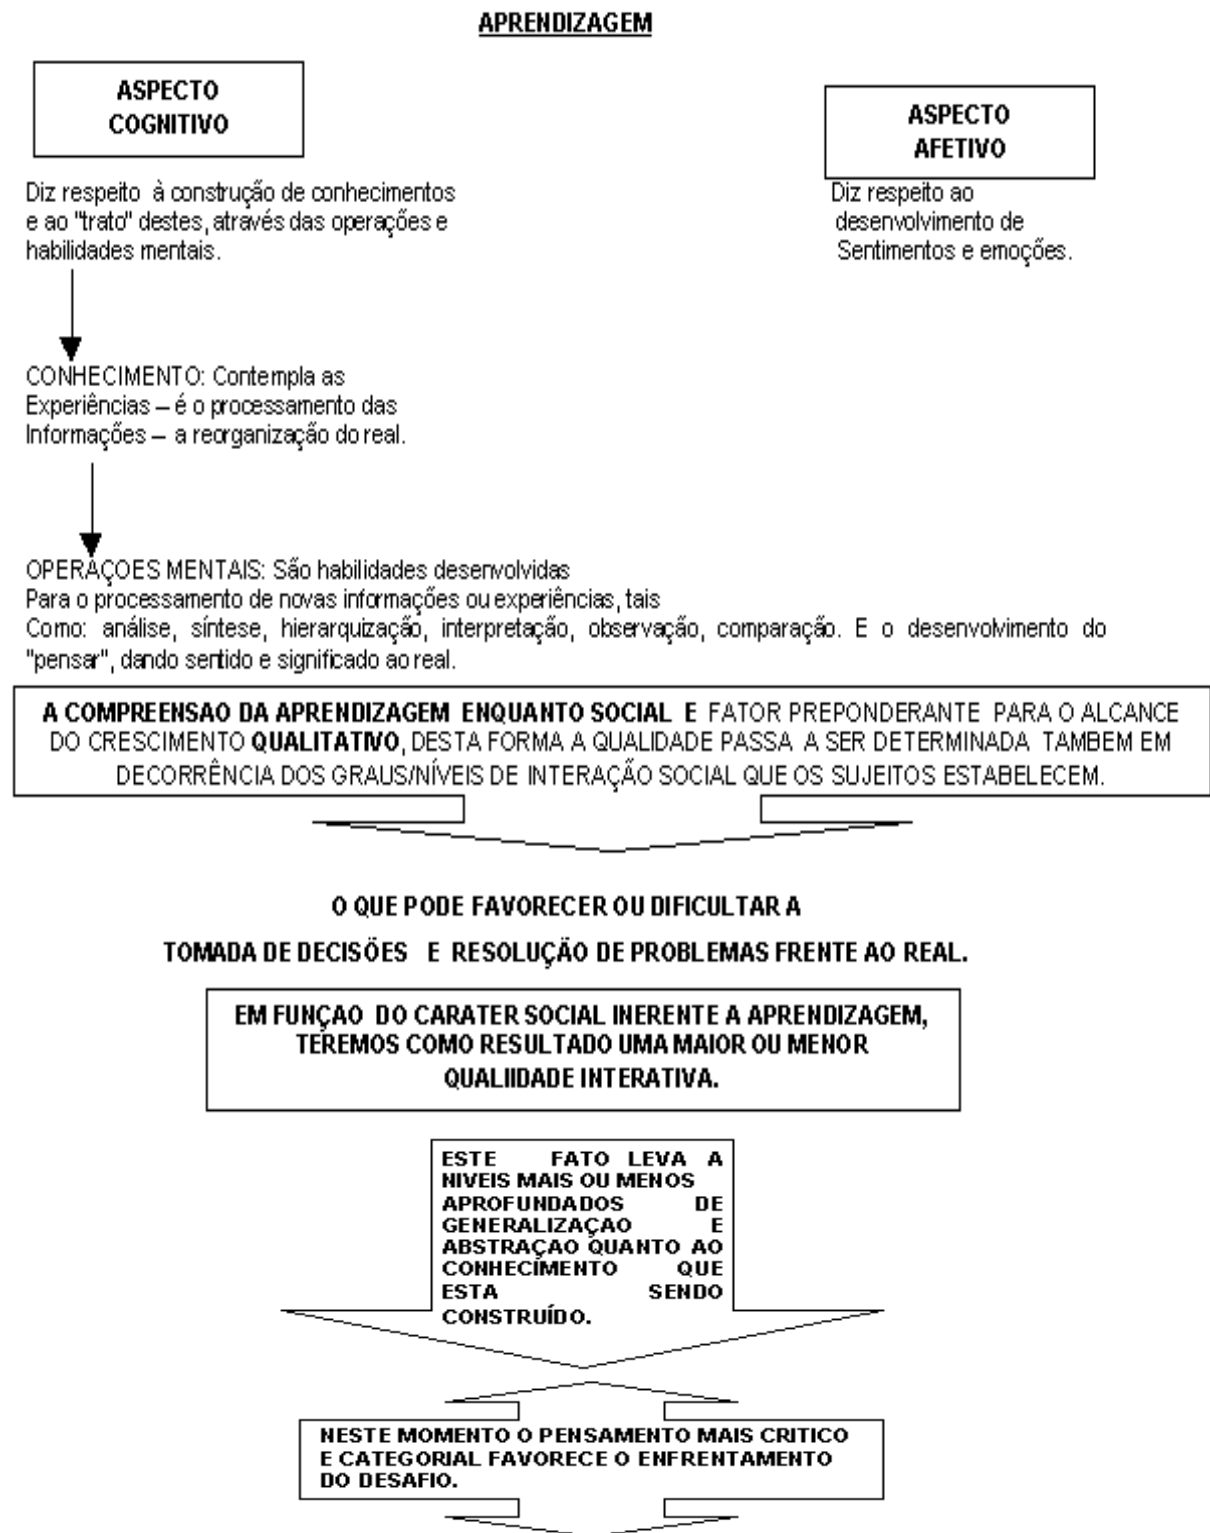 APRENDIZAGEM
ASPECTO
COGNITIVO
ASPECTO
AFETIVO
Diz respeito à construção de conhecimentos
e ao "trato" destes, através das operações e
habilidades mentais.
Diz respeito ao
desenvolvimento de
Sentimentos e emoções.
CONHECIMENTO: Contempla as
Experiências – é o processamento das
Informações – a reorganização do real.
OPERAÇOES MENTAIS: São habilidades desenvolvidas
Para o processamento de novas informações ou experiências, tais
Como: análise, síntese, hierarquização, interpretação, observação, comparação. E o desenvolvimento do
"pensar", dando sentido e significado ao real.
A COMPREENSAO DA APRENDIZAGEM ENQUANTO SOCIAL E FATOR PREPONDERANTE PARA O ALCANCE
DO CRESCIMENTO QUALITATIVO, DESTA FORMA A QUALIDADE PASSA A SER DETERMINADA TAMBEM EM
DECORRÊNCIA DOS GRAUS/NÍVEIS DE INTERAÇÃO SOCIAL QUE OS SUJEITOS ESTABELECEM.
O QUE PODE FAVORECER OU DIFICULTAR A
TOMADA DE DECISÕES E RESOLUÇÃO DE PROBLEMAS FRENTE AO REAL.
EM FUNÇAO DO CARATER SOCIAL INERENTE A APRENDIZAGEM,
TEREMOS COMO RESULTADO UMA MAIOR OU MENOR
QUALIIDADE INTERATIVA.
ESTE FATO LEVA A
NIVEIS MAIS OU MENOS
APROFUNDADOS DE
GENERALIZAÇAO E
ABSTRAÇAO QUANTO AO
CONHECIMENTO QUE
ESTA SENDO
CONSTRUÍDO.
NESTE MOMENTO O PENSAMENTO MAIS CRITICO
E CATEGORIAL FAVORECE O ENFRENTAMENTO
DO DESAFIO.